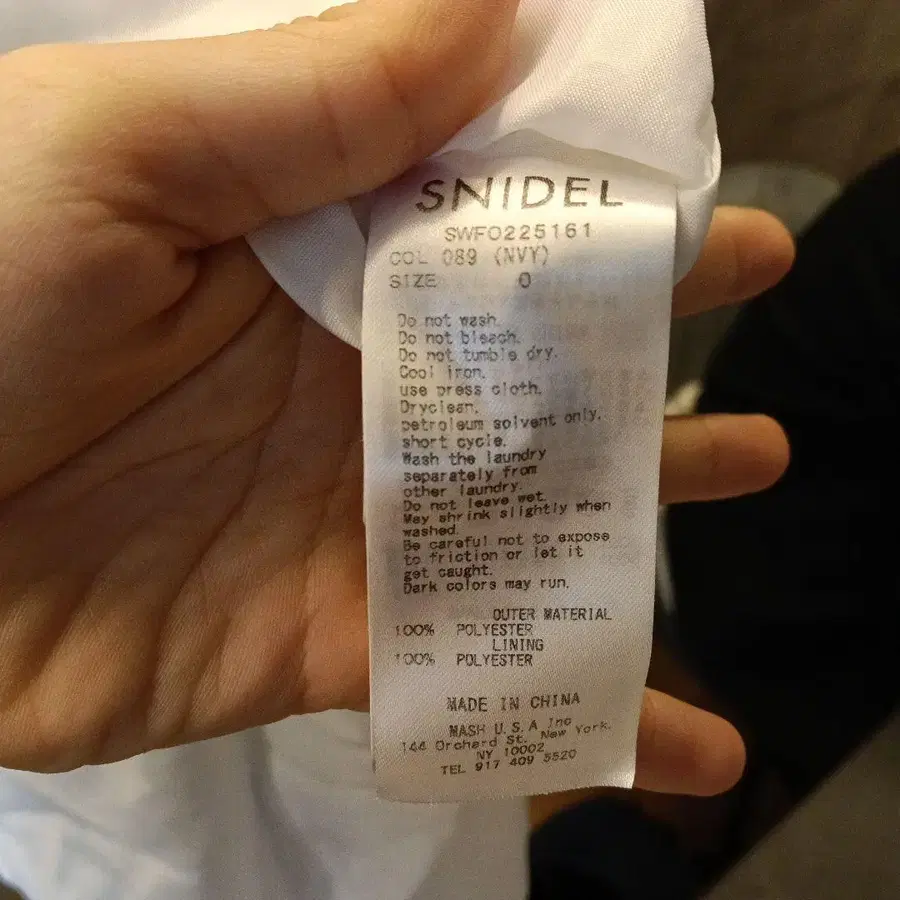 SNIDEL
SWFO225161
COL 089 (NVY)
SIZE 0
Do not wash.
Do not bleach.
Do not tumble dry.
Cool iron.
use press cloth.
Dryclean.
petroleum solvent only.
short cycle.
Wash the laundry
separately from
other laundry.
Do not leave wet.
May shrink slightly when
washed.
Be careful not to expose
to friction or let it
get caught.
Dark colors may run.
OUTER MATERIAL
100% POLYESTER
LINING
100% POLYESTER
MADE IN CHINA
MASH U.S.A Inc
144 Orchard St. New York.
NY 10002
TEL 917 409 5520